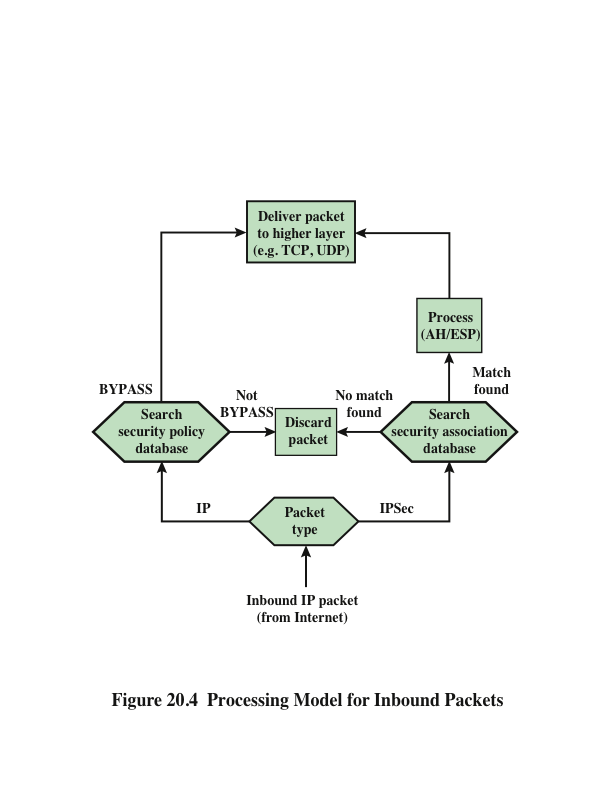 Deliver packet
to higher layer
(e.g. TCP, UDP)
Process
(AH/ESP)
BYPASS
Not
BYPASS
No match
found
Match
found
Search
security policy
database
Discard
packet
Search
security association
database
IP
Packet
type
IPSec
Inbound IP packet
(from Internet)
Figure 20.4 Processing Model for Inbound Packets